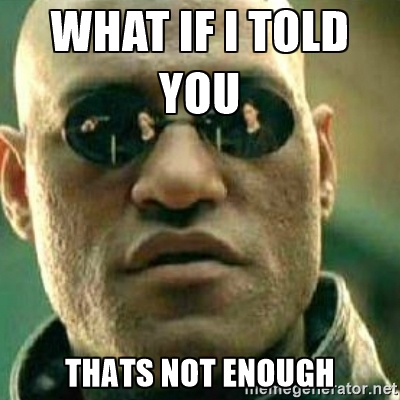 WHAT IF I TOLD
YOU
THATS NOT ENOUGH
memegenerator.net